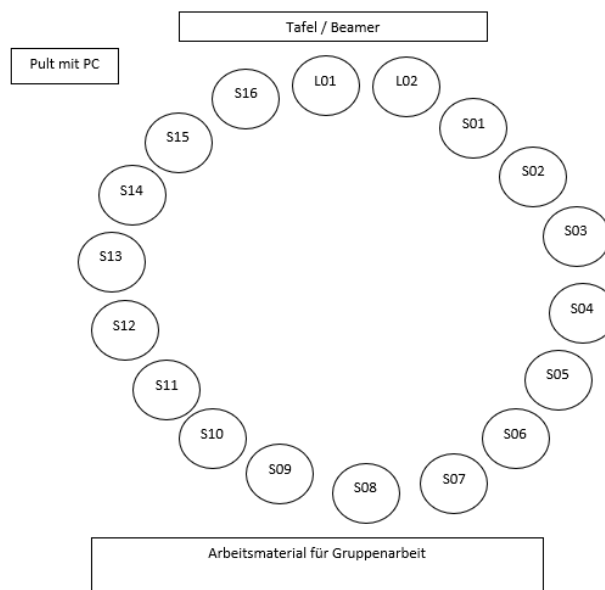 Tafel / Beamer
Pult mit PC
L01
L02
S16
S01
S15
S02
S14
S03
S13
S04
S12
S05
S11
S06
S10
S09
S07
S08
Arbeitsmaterial für Gruppenarbeit